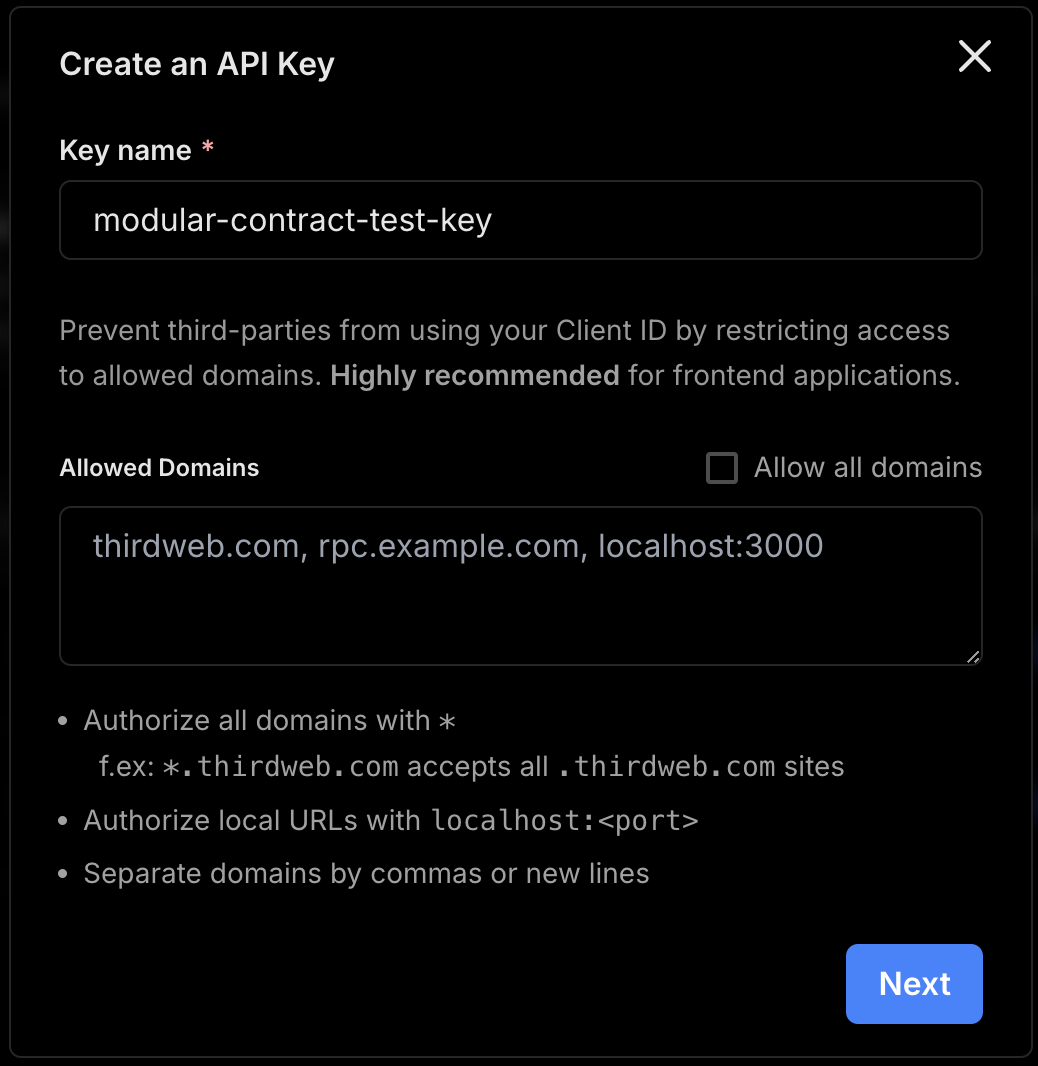 Create an API Key
Key name *
modular-contract-test-key
Prevent third-parties from using your Client ID by restricting access
to allowed domains. Highly recommended for frontend applications.
Allowed Domains
Allow all domains
thirdweb.com, rpc.example.com, localhost:3000
• Authorize all domains with *
f.ex: *.thirdweb.com accepts all .thirdweb.com sites
• Authorize local URLs with localhost:<port>
• Separate domains by commas or new lines
Next